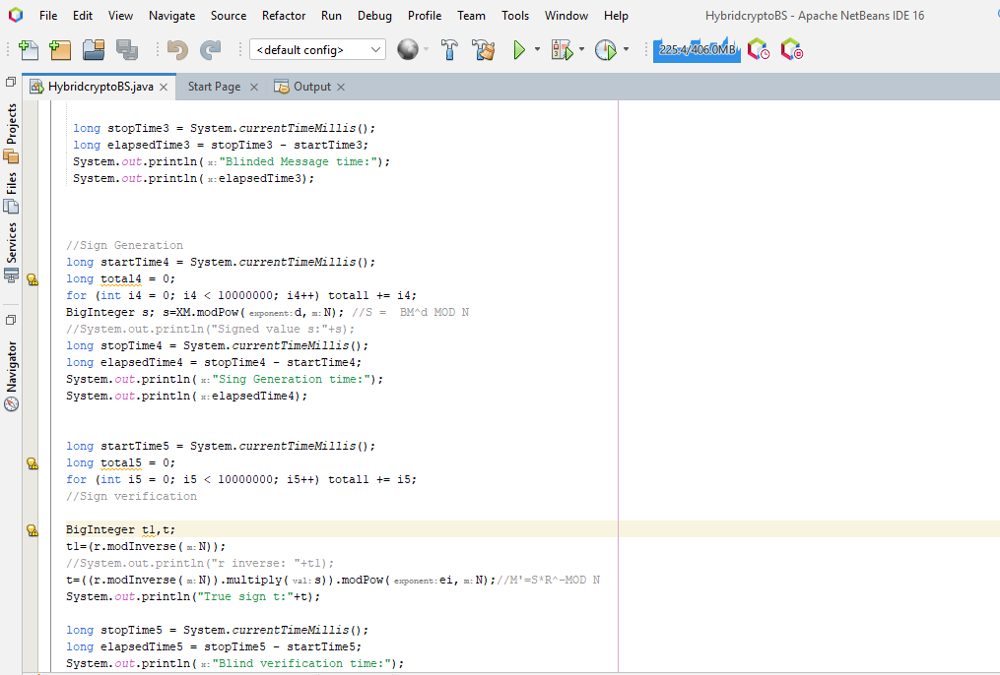 File Edit View Navigate Source Refactor Run Debug Profile Team Tools Window Help HybridcryptoBS - Apache NetBeans IDE 16
<default config> 225.4/406.0MB
HybridcryptoBS.java Start Page Output
Projects
Files
Services
Navigator
long stopTime3 = System.currentTimeMillis();
long elapsedTime3 = stopTime3 - startTime3;
System.out.println( x: "Blinded Message time:");
System.out.println( x: elapsedTime3);
//Sign Generation
long startTime4 = System.currentTimeMillis();
long total4 = 0;
for (int i4 = 0; i4 < 10000000; i4++) total1 += i4;
BigInteger s; s=XM.modPow( exponent: d, m: N); //S = BM^d MOD N
//System.out.println("Signed value s:"+s);
long stopTime4 = System.currentTimeMillis();
long elapsedTime4 = stopTime4 - startTime4;
System.out.println( x: "Sing Generation time:");
System.out.println( x: elapsedTime4);
long startTime5 = System.currentTimeMillis();
long total5 = 0;
for (int i5 = 0; i5 < 10000000; i5++) total1 += i5;
//Sign verification
BigInteger t1,t;
t1=(r.modInverse( m: N));
//System.out.println("r inverse: "+t1);
t=((r.modInverse( m: N)).multiply( val: s)).modPow( exponent: ei, m: N);//M'=S*R^-MOD N
System.out.println("True sign t:"+t);
long stopTime5 = System.currentTimeMillis();
long elapsedTime5 = stopTime5 - startTime5;
System.out.println( x: "Blind verification time:");